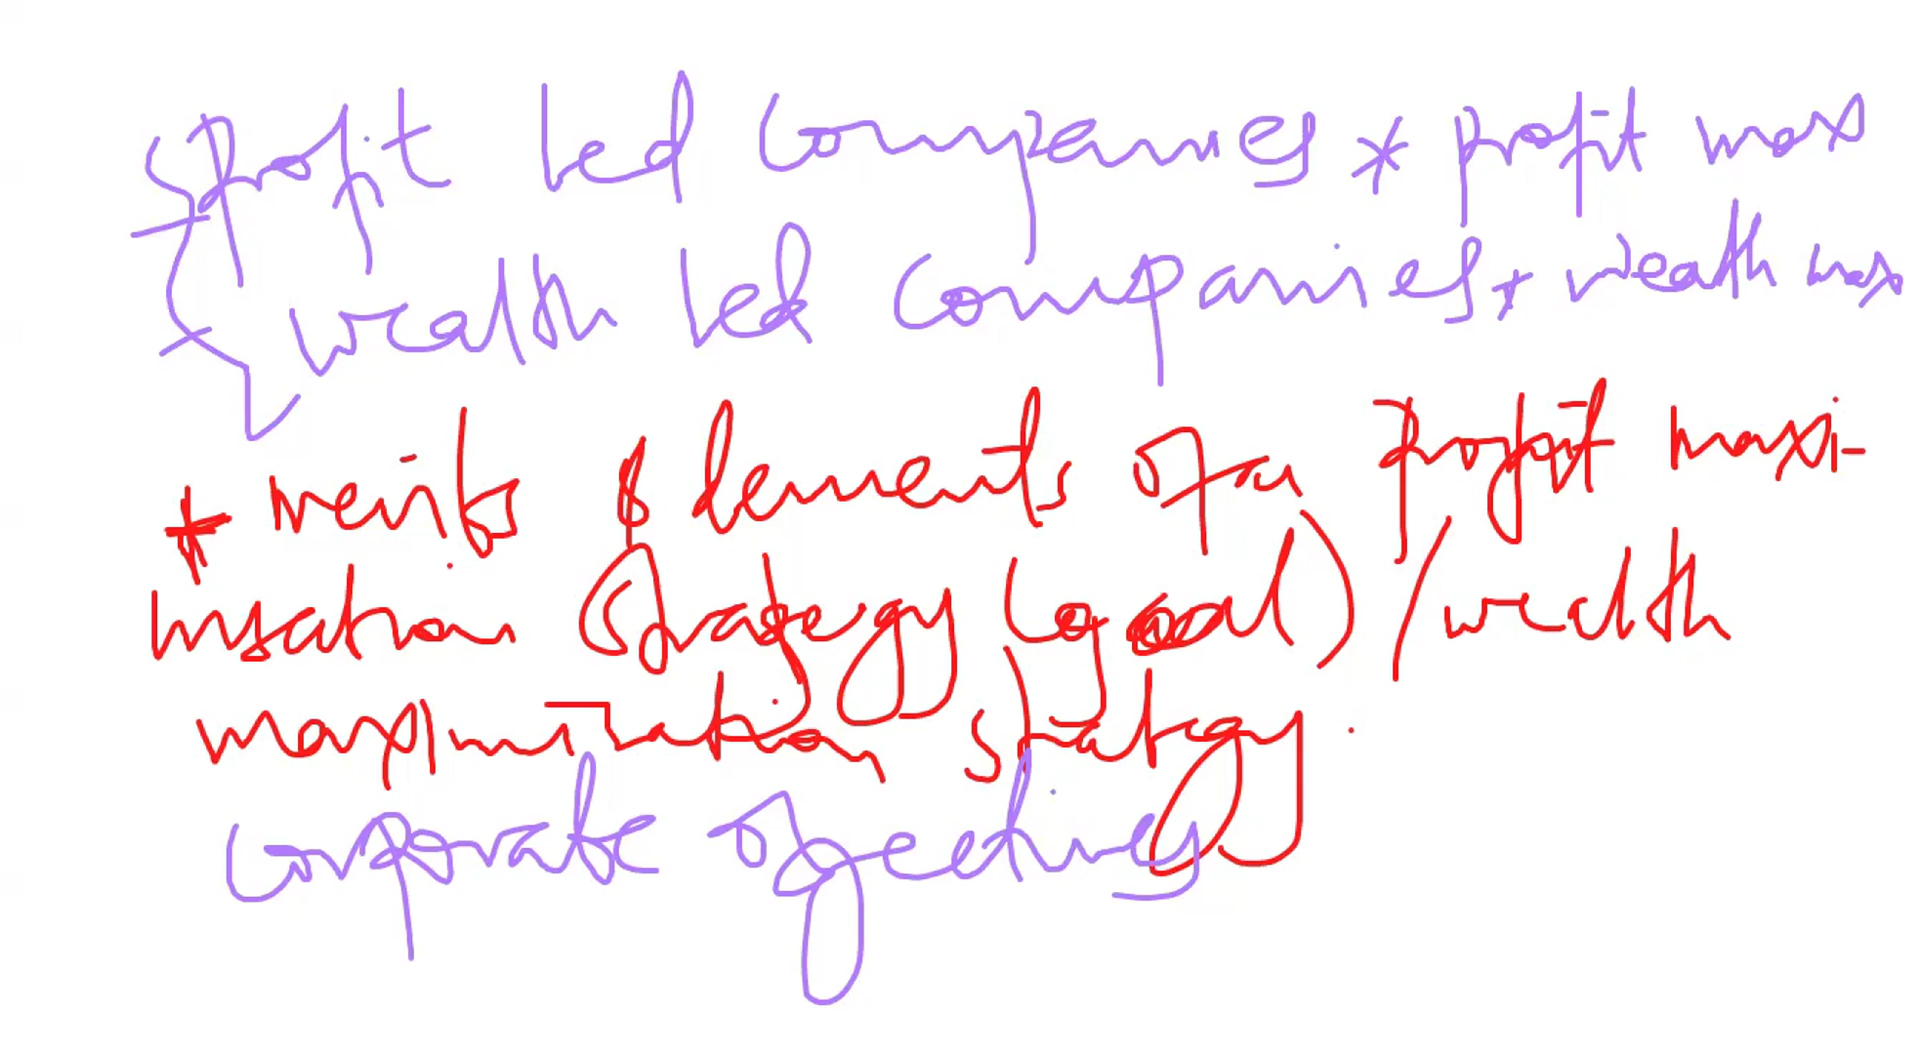 profit led companies * profit max
wealth led companies * wealth max
* merits & demerits of a profit maxi-
misation (strategy (goal) / wealth
maximization strategy.
corporate objectives